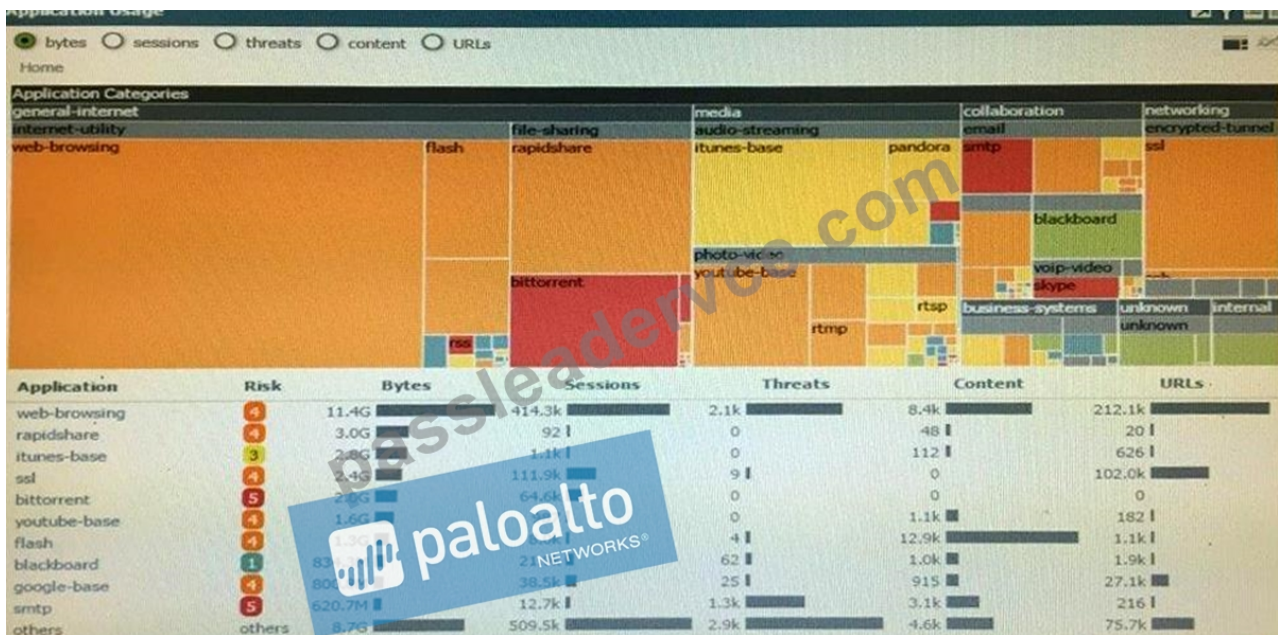 Application Usage
bytes sessions threats content URLs
Home
Application Categories
general-internet media collaboration networking
internet-utility file-sharing audio-streaming email encrypted-tunnel
web-browsing flash rapidshare itunes-base pandora smtp ssl
blackboard
photo-video
youtube-base voip-video
bittorrent skype
rtsp business-systems unknown internal
rtmp unknown
rss
Application Risk Bytes Sessions Threats Content URLs
web-browsing 4 11.4G 414.3k 2.1k 8.4k 212.1k
rapidshare 4 3.0G 92 0 48 20
itunes-base 3 2.8G 1.1k 0 112 626
ssl 4 2.4G 111.9k 9 0 102.0k
bittorrent 5 64.6k 0 0 0
youtube-base 4 1.6G 0 1.1k 182
flash 4 4 12.9k 1.1k
blackboard 1 62 1.0k 1.9k
google-base 4 38.5k 25 915 27.1k
smtp 5 620.7M 12.7k 1.3k 3.1k 216
others others 8.7G 509.5k 2.9k 4.6k 75.7k
paloalto
NETWORKS®